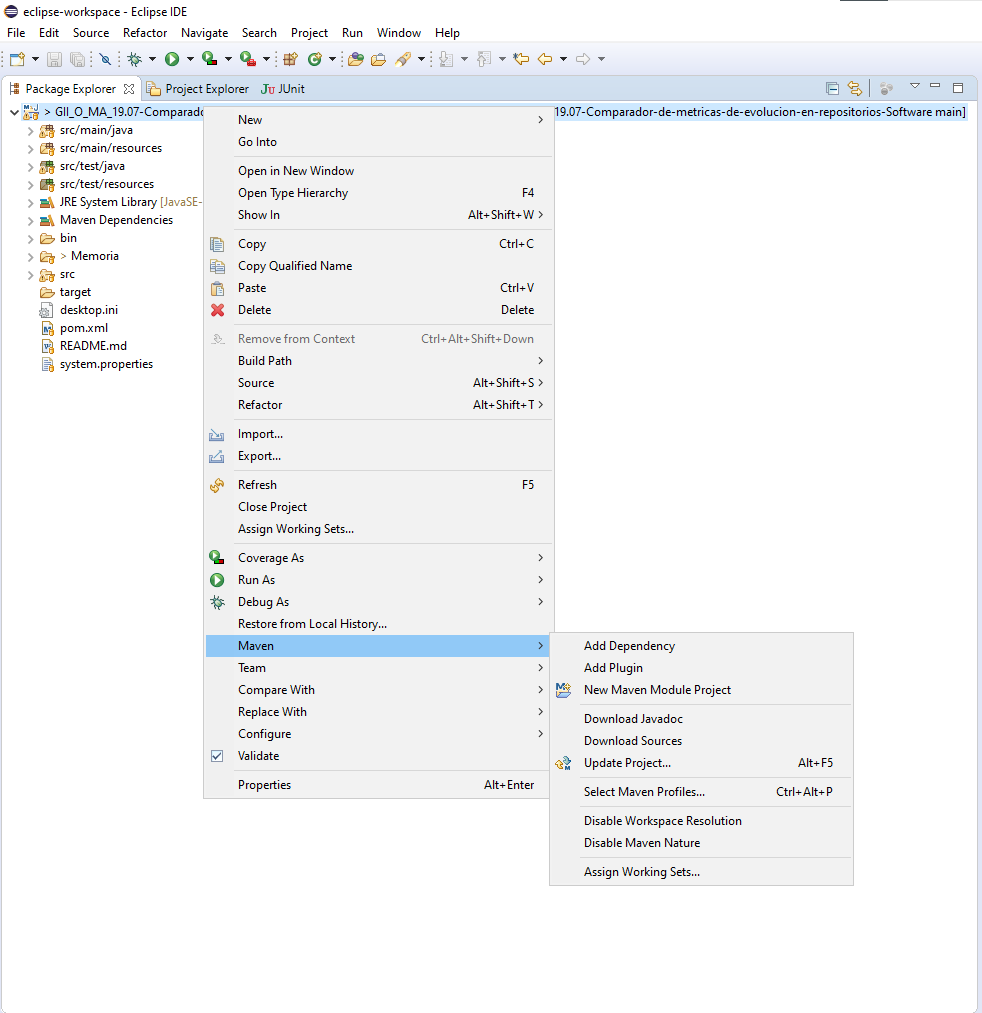 eclipse-workspace - Eclipse IDE
File Edit Source Refactor Navigate Search Project Run Window Help
Package Explorer Project Explorer JUnit
> GII_O_MA_19.07-Comparado 19.07-Comparador-de-metricas-de-evolucion-en-repositorios-Software main]
src/main/java
src/main/resources
src/test/java
src/test/resources
JRE System Library [JavaSE-
Maven Dependencies
bin
> Memoria
src
target
desktop.ini
pom.xml
README.md
system.properties
New
Go Into
Open in New Window
Open Type Hierarchy F4
Show In Alt+Shift+W
Copy Ctrl+C
Copy Qualified Name
Paste Ctrl+V
Delete Delete
Remove from Context Ctrl+Alt+Shift+Down
Build Path
Source Alt+Shift+S
Refactor Alt+Shift+T
Import...
Export...
Refresh F5
Close Project
Assign Working Sets...
Coverage As
Run As
Debug As
Restore from Local History...
Maven
Team
Compare With
Replace With
Configure
Validate
Properties Alt+Enter
Add Dependency
Add Plugin
New Maven Module Project
Download Javadoc
Download Sources
Update Project... Alt+F5
Select Maven Profiles... Ctrl+Alt+P
Disable Workspace Resolution
Disable Maven Nature
Assign Working Sets...